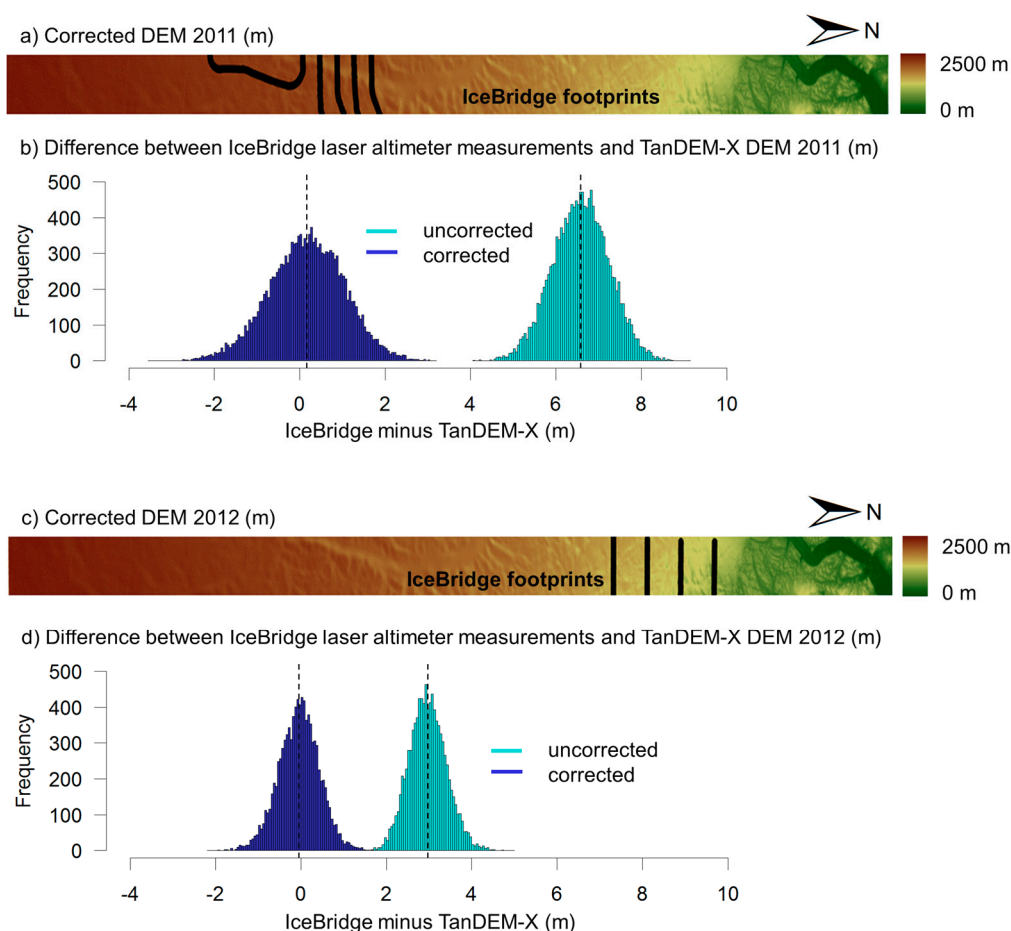 a) Corrected DEM 2011 (m)
N
2500 m
0 m
IceBridge footprints
b) Difference between IceBridge laser altimeter measurements and TanDEM-X DEM 2011 (m)
500
400
300
200
100
0
Frequency
uncorrected
corrected
-4 -2 0 2 4 6 8 10
IceBridge minus TanDEM-X (m)
c) Corrected DEM 2012 (m)
N
2500 m
0 m
IceBridge footprints
d) Difference between IceBridge laser altimeter measurements and TanDEM-X DEM 2012 (m)
500
400
300
200
100
0
Frequency
uncorrected
corrected
-4 -2 0 2 4 6 8 10
IceBridge minus TanDEM-X (m)